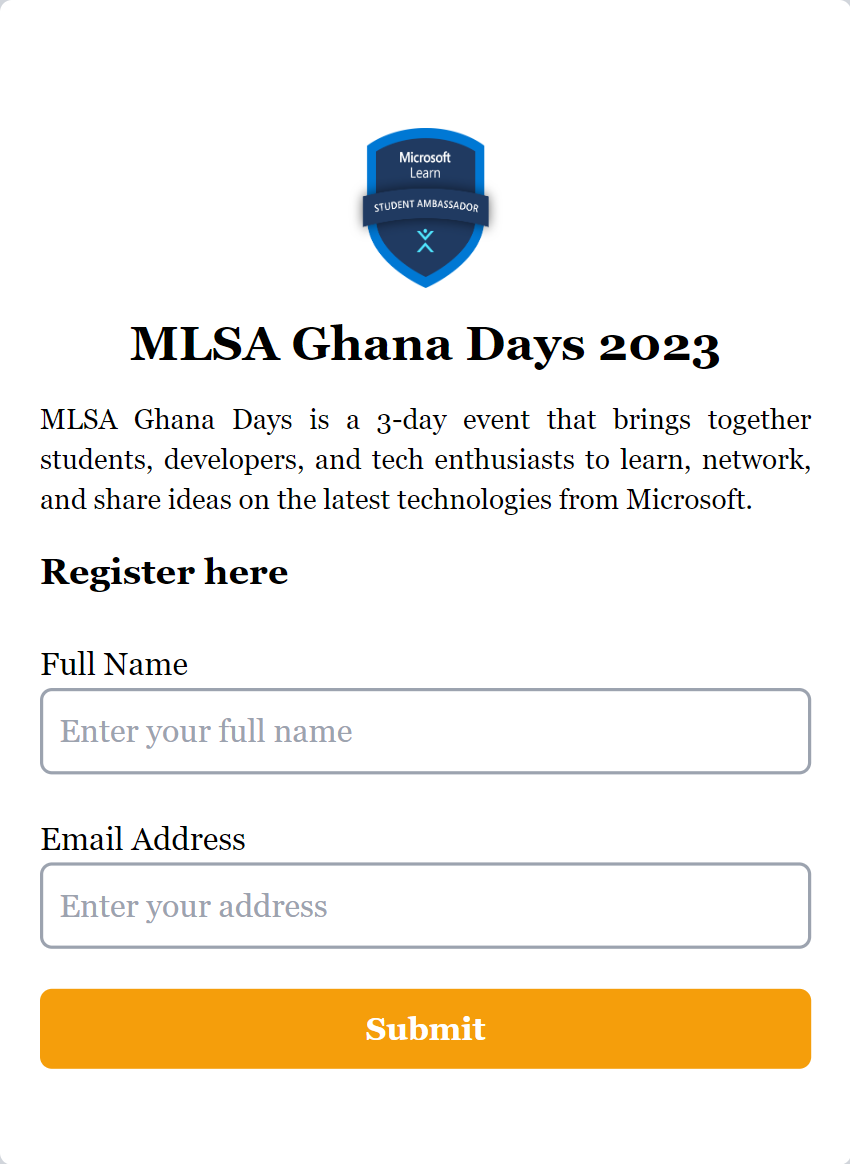 Microsoft
Learn
STUDENT AMBASSADOR
MLSA Ghana Days 2023
MLSA Ghana Days is a 3-day event that brings together
students, developers, and tech enthusiasts to learn, network,
and share ideas on the latest technologies from Microsoft.
Register here
Full Name
Enter your full name
Email Address
Enter your address
Submit